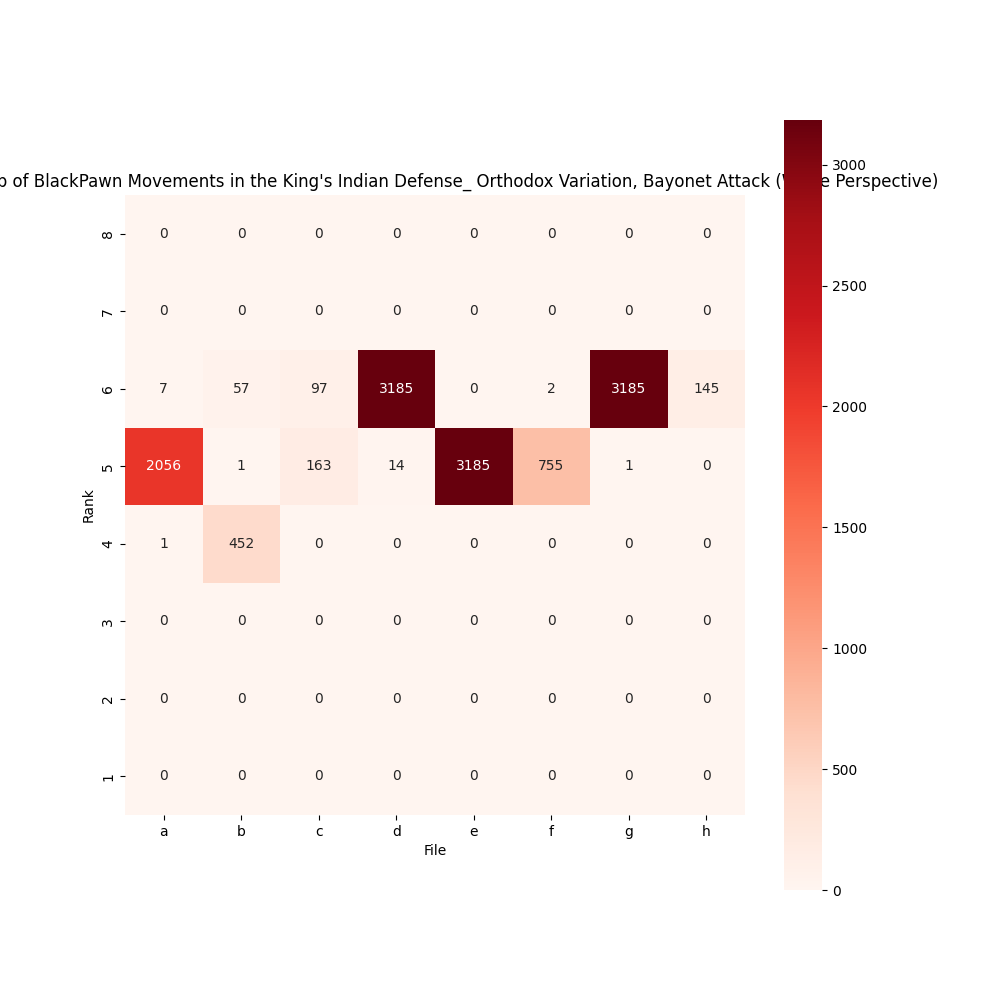 of BlackPawn Movements in the King's Indian Defense_ Orthodox Variation, Bayonet Attack ( Perspective)
3000
8 0 0 0 0 0 0 0 0
7 0 0 0 0 0 0 0 0
2500
6 7 57 97 3185 0 2 3185 145
2000
5 2056 1 163 14 3185 755 1 0
Rank
1500
4 1 452 0 0 0 0 0 0
3 0 0 0 0 0 0 0 0
1000
2 0 0 0 0 0 0 0 0
500
1 0 0 0 0 0 0 0 0
a b c d e f g h
File
0